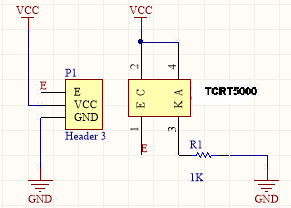 VCC
VCC
P1
E
E
VCC
GND
Header 3
2
4
E C
K A
TCRT5000
1
3
E
R1
1K
GND
GND